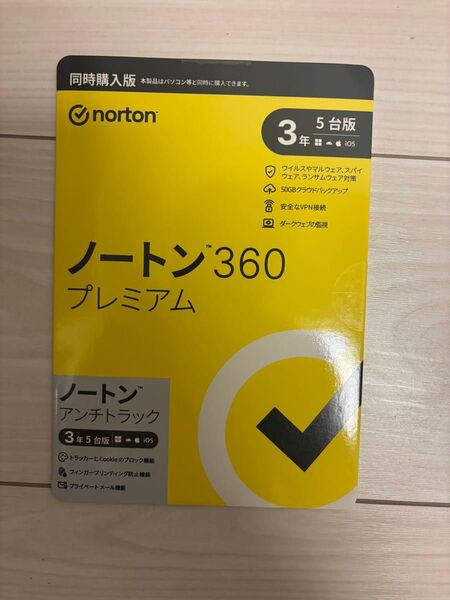 同時購入版 本製品はパソコン等と同時に購入できます。
norton
5台版
3年 iOS
ウイルスやマルウェア、スパイ
ウェア、ランサムウェア対策
50GBクラウドバックアップ
安全なVPN接続
ダークウェブの監視
ノートン™ 360
プレミアム
ノートン™
アンチトラック
3年5台版 iOS
トラッカーとCookieのブロック機能
フィンガープリンティング防止機能
プライベートメール機能